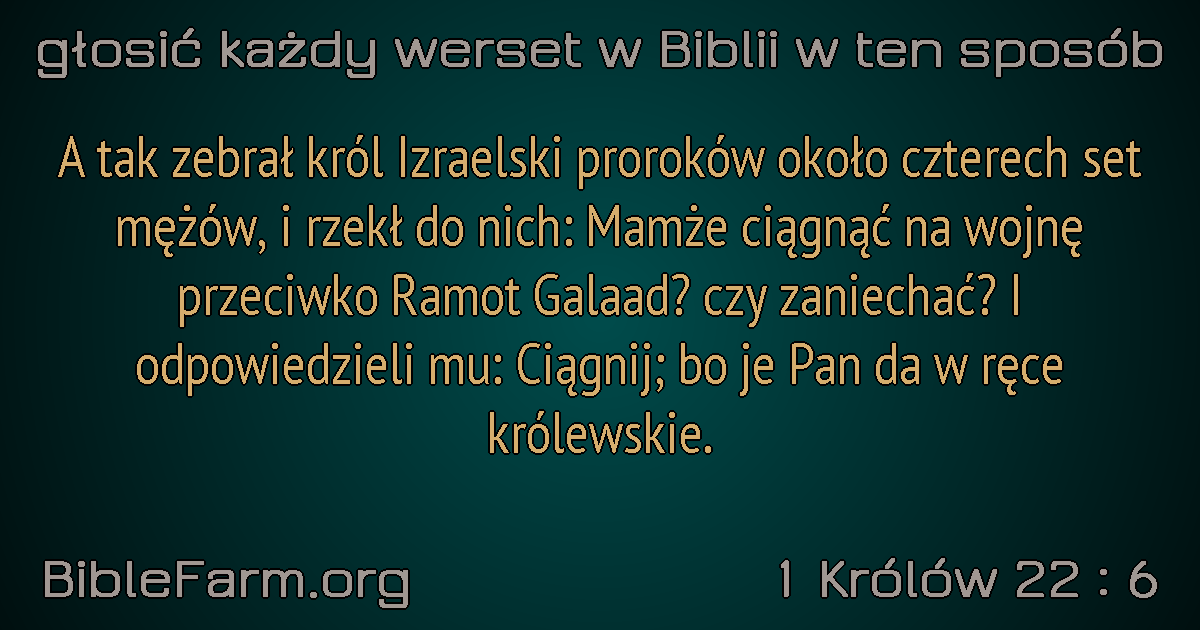 głosić każdy werset w Biblii w ten sposób
A tak zebrał król Izraelski proroków około czterech set
mężów, i rzekł do nich: Mamże ciągnąć na wojnę
przeciwko Ramot Galaad? czy zaniechać? I
odpowiedzieli mu: Ciągnij; bo je Pan da w ręce
królewskie.
BibleFarm.org
1 Królów 22 : 6